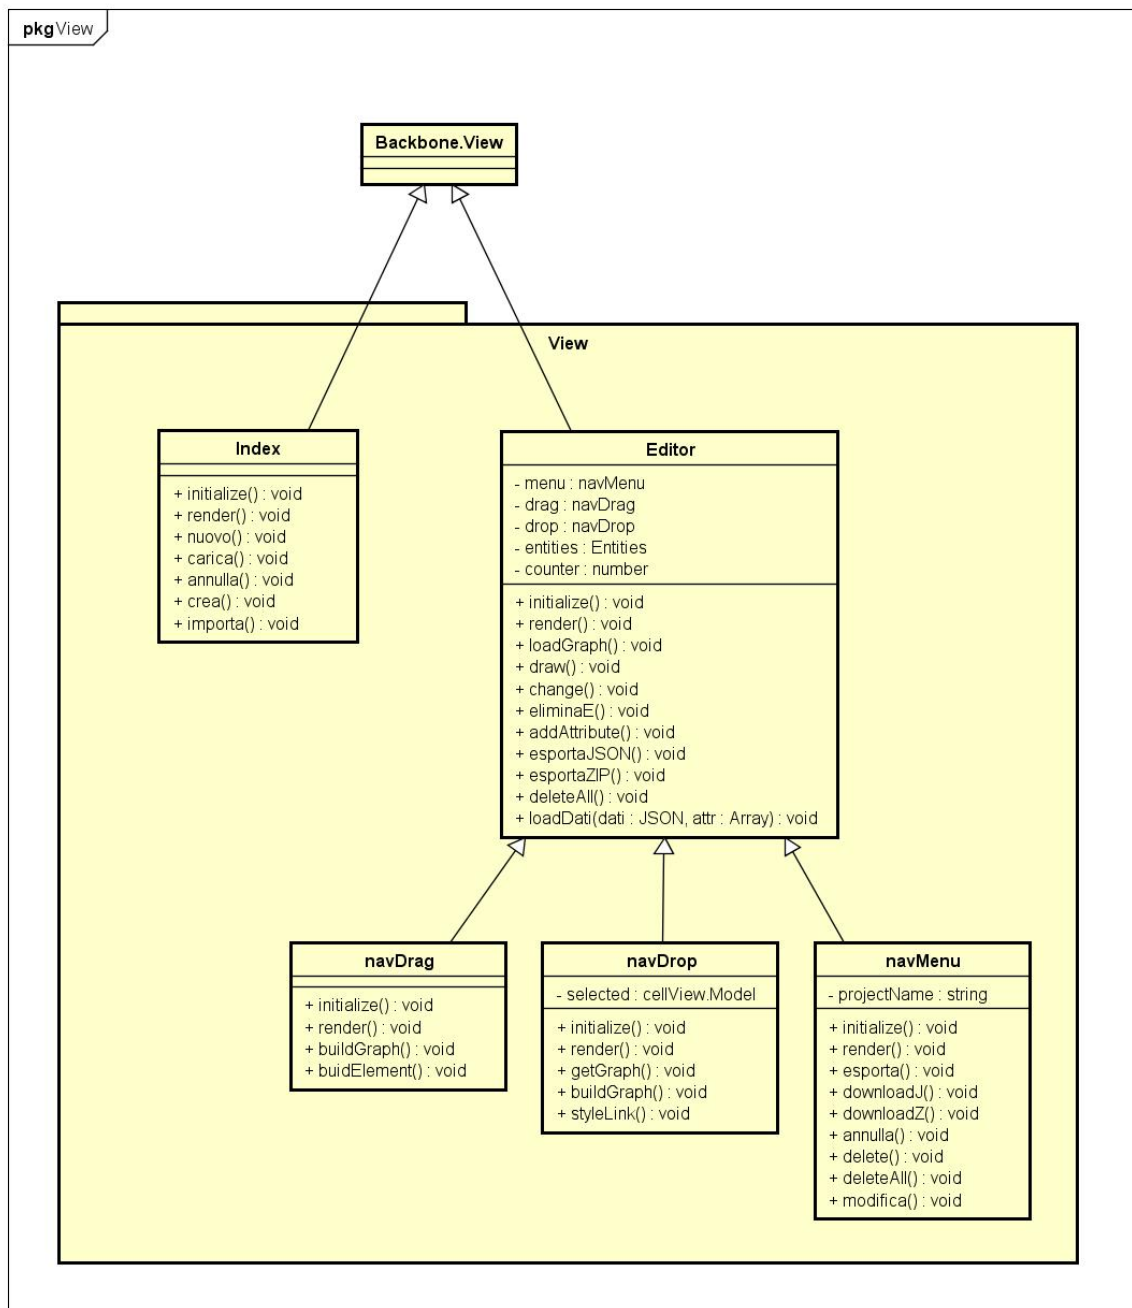 pkg View
Backbone.View
View
Index
+ initialize() : void
+ render() : void
+ nuovo() : void
+ carica() : void
+ annulla() : void
+ crea() : void
+ importa() : void
Editor
- menu : navMenu
- drag : navDrag
- drop : navDrop
- entities : Entities
- counter : number
+ initialize() : void
+ render() : void
+ loadGraph() : void
+ draw() : void
+ change() : void
+ eliminaE() : void
+ addAttribute() : void
+ esportaJSON() : void
+ esportaZIP() : void
+ deleteAll() : void
+ loadDati(dati : JSON, attr : Array) : void
navDrag
+ initialize() : void
+ render() : void
+ buildGraph() : void
+ buidElement() : void
navDrop
- selected : cellView.Model
+ initialize() : void
+ render() : void
+ getGraph() : void
+ buildGraph() : void
+ styleLink() : void
navMenu
- projectName : string
+ initialize() : void
+ render() : void
+ esporta() : void
+ downloadJ() : void
+ downloadZ() : void
+ annulla() : void
+ delete() : void
+ deleteAll() : void
+ modifica() : void